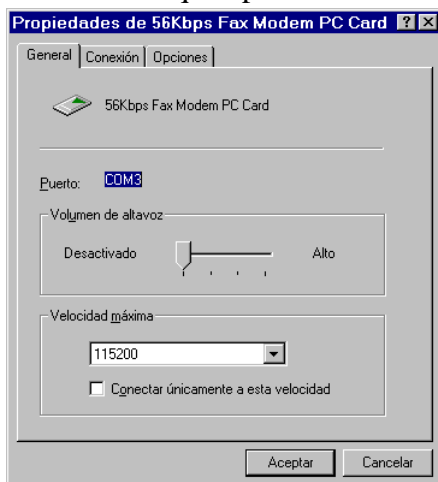 Propiedades de 56Kbps Fax Modem PC Card
General Conexión Opciones
56Kbps Fax Modem PC Card
Puerto: COM3
Volumen de altavoz
Desactivado Alto
Velocidad máxima
115200
Conectar únicamente a esta velocidad
Aceptar Cancelar